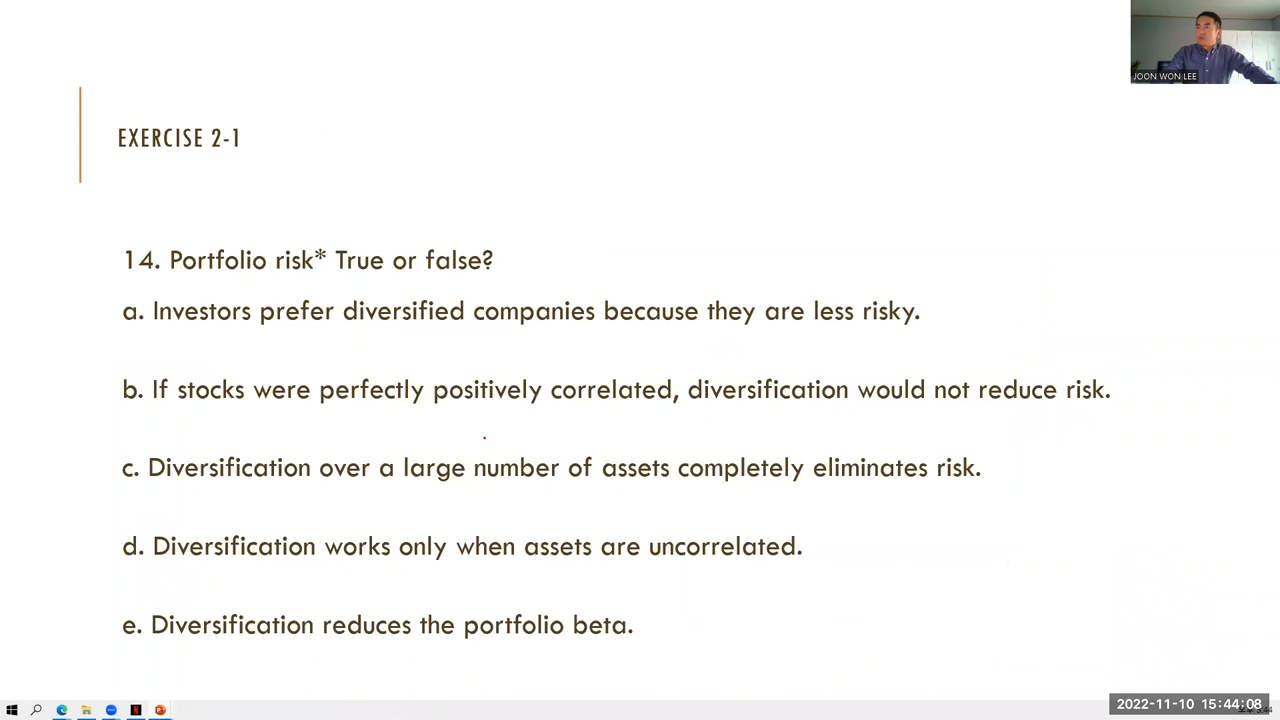 JOON WON LEE
EXERCISE 2-1
14. Portfolio risk* True or false?
a. Investors prefer diversified companies because they are less risky.
b. If stocks were perfectly positively correlated, diversification would not reduce risk.
c. Diversification over a large number of assets completely eliminates risk.
d. Diversification works only when assets are uncorrelated.
e. Diversification reduces the portfolio beta.
2022-11-10 15:44:08